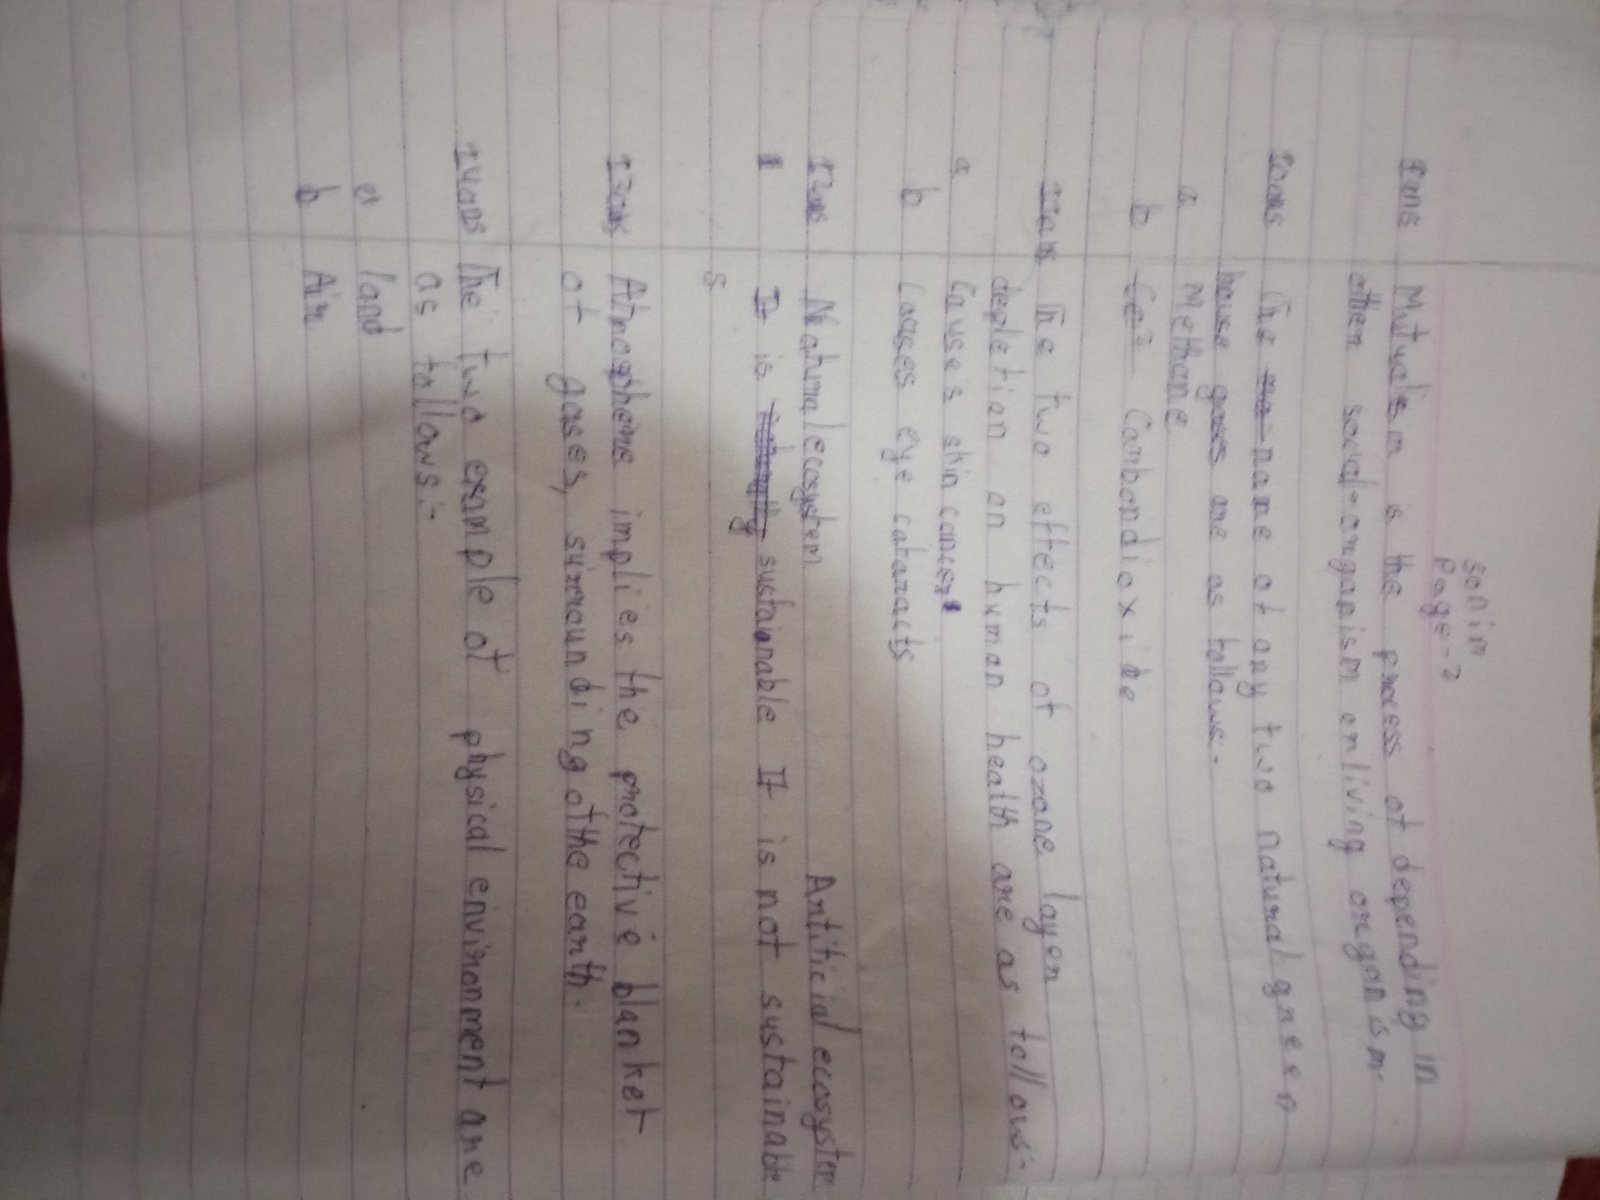 Sonim
Page-2
9ans Mutualism is the process of depending in
other social-organism on living organism
10ans The name of any two natural green
house gases are as follows:-
a Methane
b Carbondioxide
11ans The two effects of ozone layer
depletion on human health are as follows:-
a Causes skin cancer
b Causes eye cataracts
12ans Natural ecosystem Artificial ecosystem
1 It is sustainable It is not sustainable
s
13ans Atmosphere implies the protective blanket
of gases, surrounding of the earth.
14ans The two example of physical environment are
as follows:-
a land
b Air